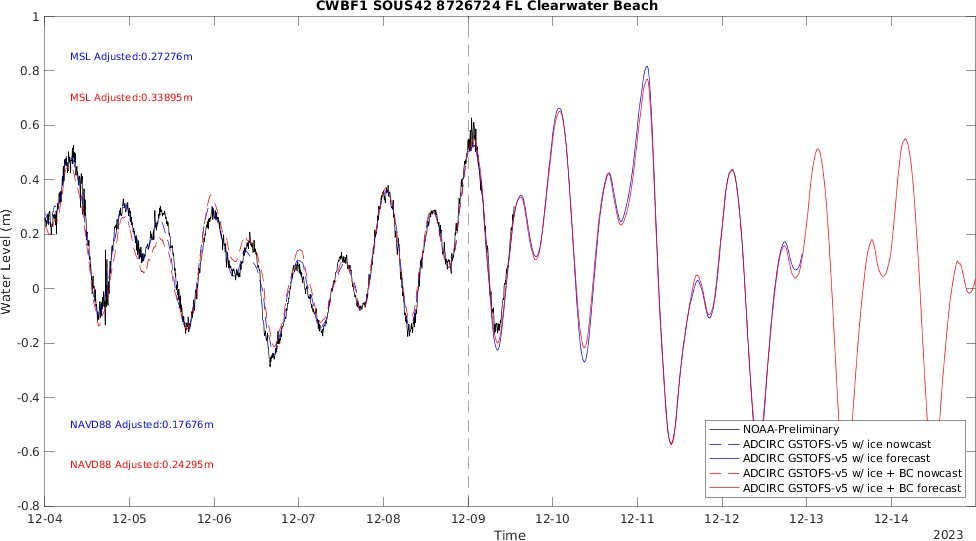 CWBF1 SOUS42 8726724 FL Clearwater Beach
1
0.8
0.6
0.4
0.2
0
-0.2
-0.4
-0.6
-0.8
Water Level (m)
MSL Adjusted:0.27276m
MSL Adjusted:0.33895m
NAVD88 Adjusted:0.17676m
NAVD88 Adjusted:0.24295m
NOAA-Preliminary
ADCIRC GSTOFS-v5 w/ ice nowcast
ADCIRC GSTOFS-v5 w/ ice forecast
ADCIRC GSTOFS-v5 w/ ice + BC nowcast
ADCIRC GSTOFS-v5 w/ ice + BC forecast
12-04 12-05 12-06 12-07 12-08 12-09 12-10 12-11 12-12 12-13 12-14
Time
2023